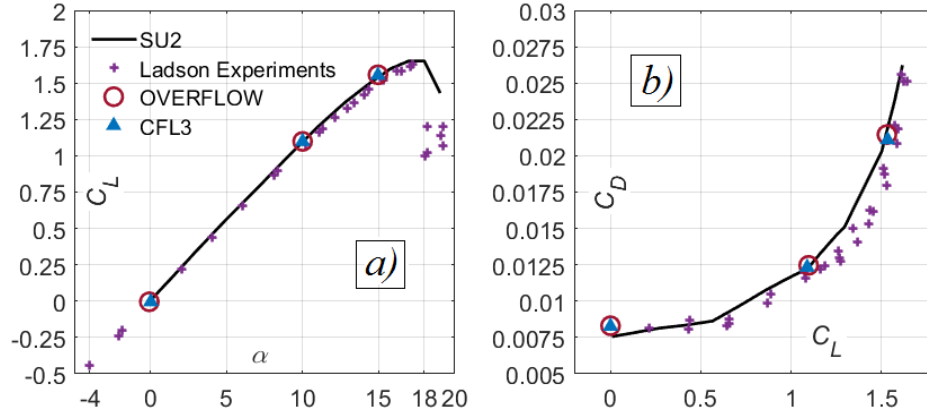 2
1.75
1.5
1.25
1
0.75
0.5
0.25
0
-0.25
-0.5
C_L
SU2
Ladson Experiments
OVERFLOW
CFL3
a)
α
-4 0 5 10 15 18 20
0.03
0.0275
0.025
0.0225
0.02
0.0175
0.015
0.0125
0.01
0.0075
0.005
C_D
b)
C_L
0 0.5 1 1.5